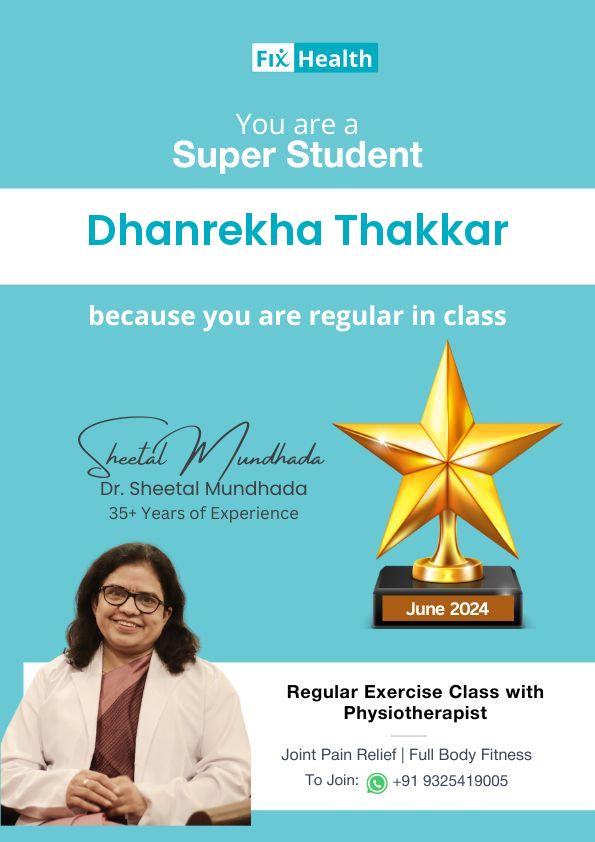 Fix Health
You are a
Super Student
Dhanrekha Thakkar
because you are regular in class
Sheetal Mundhada
Dr. Sheetal Mundhada
35+ Years of Experience
June 2024
Regular Exercise Class with
Physiotherapist
Joint Pain Relief | Full Body Fitness
To Join: +91 9325419005